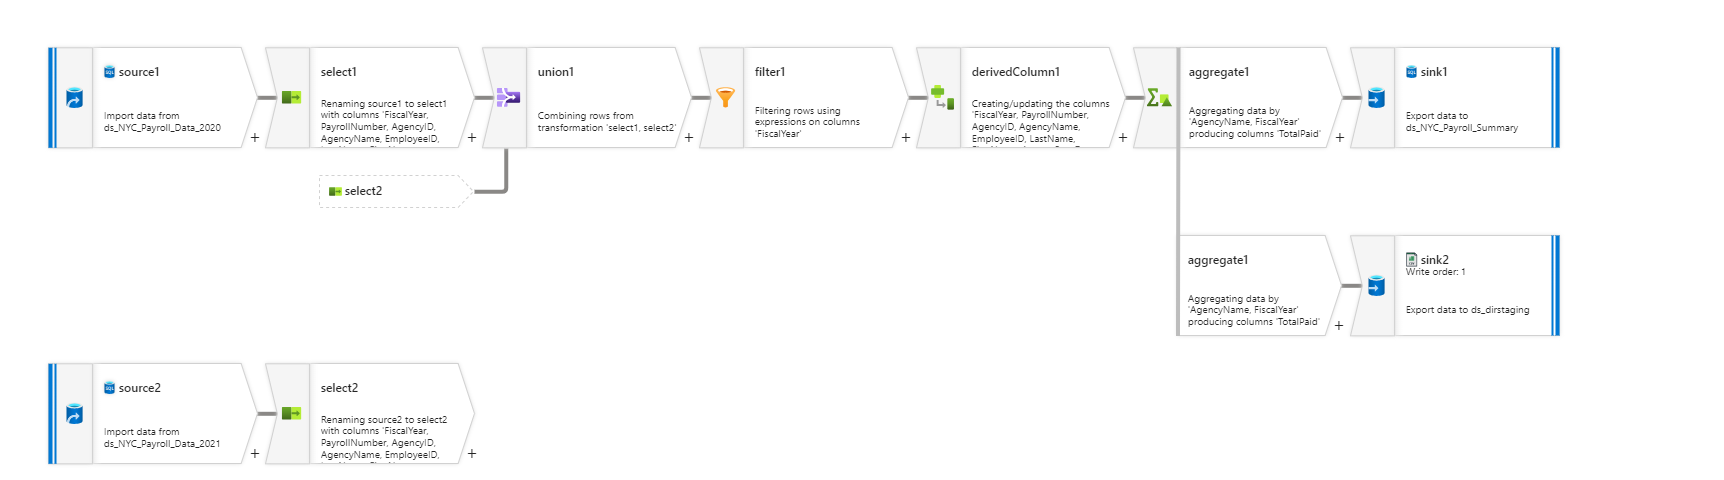 source1
Import data from
ds_NYC_Payroll_Data_2020
+
select1
Renaming source1 to select1
with columns 'FiscalYear,
PayrollNumber, AgencyID,
AgencyName, EmployeeID,
+
union1
Combining rows from
transformation 'select1, select2'
+
filter1
Filtering rows using
expressions on columns
'FiscalYear'
+
derivedColumn1
Creating/updating the columns
'FiscalYear, PayrollNumber,
AgencyID, AgencyName,
EmployeeID, LastName,
+
aggregate1
Aggregating data by
'AgencyName, FiscalYear'
producing columns 'TotalPaid'
+
sink1
Export data to
ds_NYC_Payroll_Summary
select2
aggregate1
Aggregating data by
'AgencyName, FiscalYear'
producing columns 'TotalPaid'
+
sink2
Write order: 1
Export data to ds_dirstaging
source2
Import data from
ds_NYC_Payroll_Data_2021
+
select2
Renaming source2 to select2
with columns 'FiscalYear,
PayrollNumber, AgencyID,
AgencyName, EmployeeID,
+